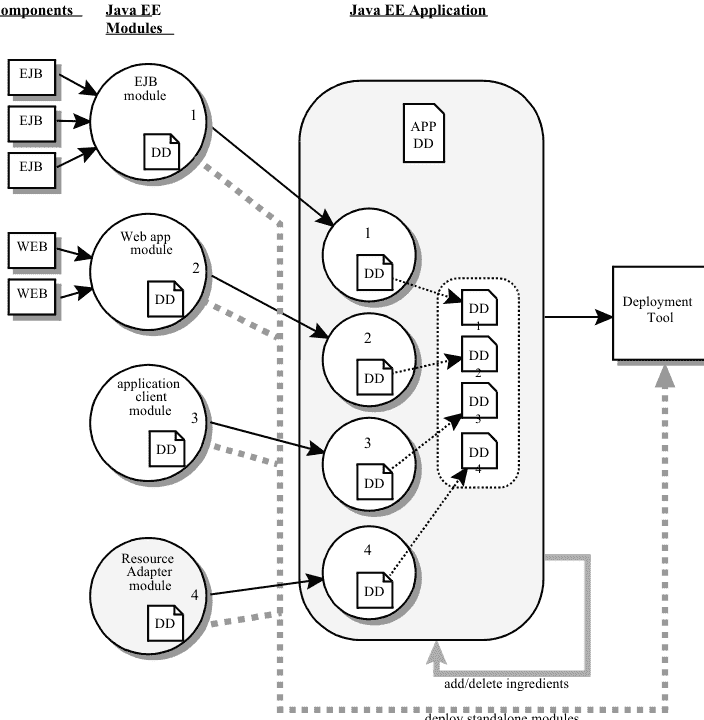 omponents
Java EE
Modules
Java EE Application
EJB
EJB
EJB
EJB
module
1
DD
WEB
WEB
Web app
module
2
DD
application
client
module
3
DD
Resource
Adapter
module
4
DD
APP
DD
1
DD
2
DD
3
DD
4
DD
DD
1
DD
2
DD
3
DD
4
Deployment
Tool
add/delete ingredients
deploy standalone modules